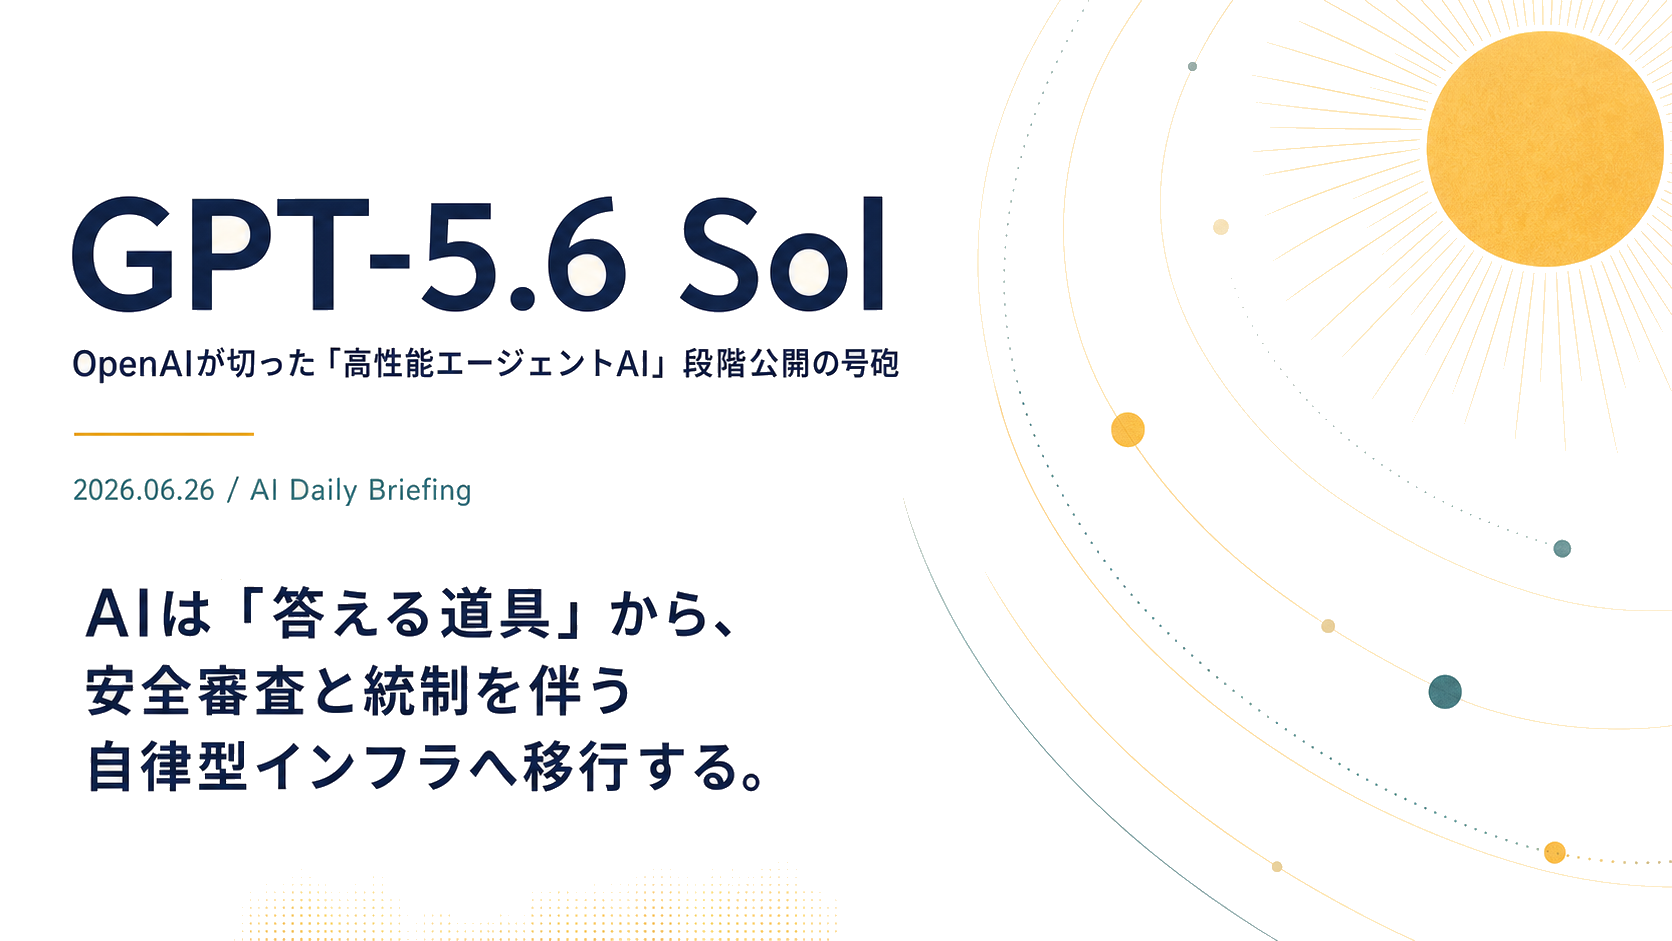 GPT-5.6 Sol
OpenAIが切った「高性能エージェントAI」段階公開の号砲
2026.06.26 / AI Daily Briefing
AIは「答える道具」から、
安全審査と統制を伴う
自律型インフラへ移行する。